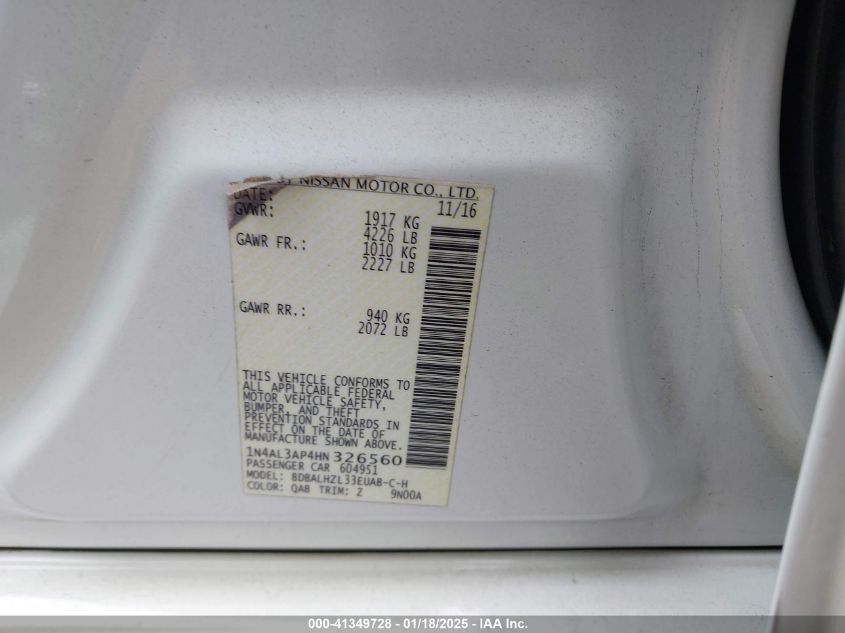 BY NISSAN MOTOR CO., LTD.
DATE: 11/16
GVWR: 1917 KG
4226 LB
GAWR FR.: 1010 KG
2227 LB
GAWR RR.: 940 KG
2072 LB
THIS VEHICLE CONFORMS TO
ALL APPLICABLE FEDERAL
MOTOR VEHICLE SAFETY,
BUMPER, AND THEFT
PREVENTION STANDARDS IN
EFFECT ON THE DATE OF
MANUFACTURE SHOWN ABOVE.
1N4AL3AP4HN326560
PASSENGER CAR 604951
MODEL: BDBALHZL33EUAB-C-H
COLOR: QAB TRIM: Z 9N00A
000-41349728 — 01/18/2025 — IAA Inc.